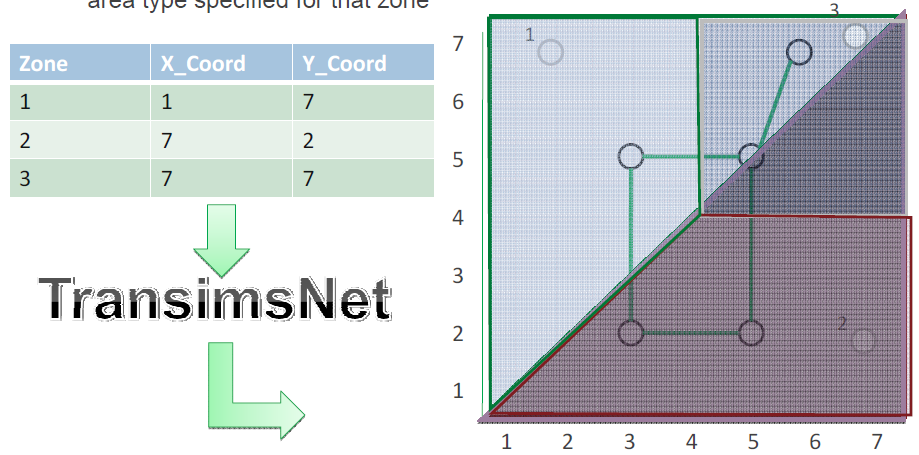 area type specified for that zone
Zone X_Coord Y_Coord
1 1 7
2 7 2
3 7 7
TransimsNet
3
1
2
7
6
5
4
3
2
1
1 2 3 4 5 6 7